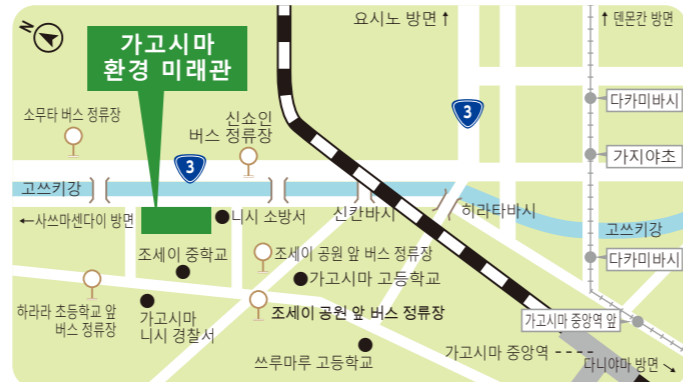 N
요시노 방면↑
↑덴몬칸 방면
가고시마
환경 미래관
다카미바시
소무타 버스 정류장
신쇼인
버스 정류장
3
가지야초
3
고쓰키강
←사쓰마센다이 방면
니시 소방서
신칸바시
히라타바시
고쓰키강
조세이 중학교
조세이 공원 앞 버스 정류장
다카미바시
가고시마 고등학교
하라라 초등학교 앞
버스 정류장
가고시마
니시 경찰서
조세이 공원 앞 버스 정류장
가고시마 중앙역 앞
쓰루마루 고등학교
가고시마 중앙역
다니야마 방면→